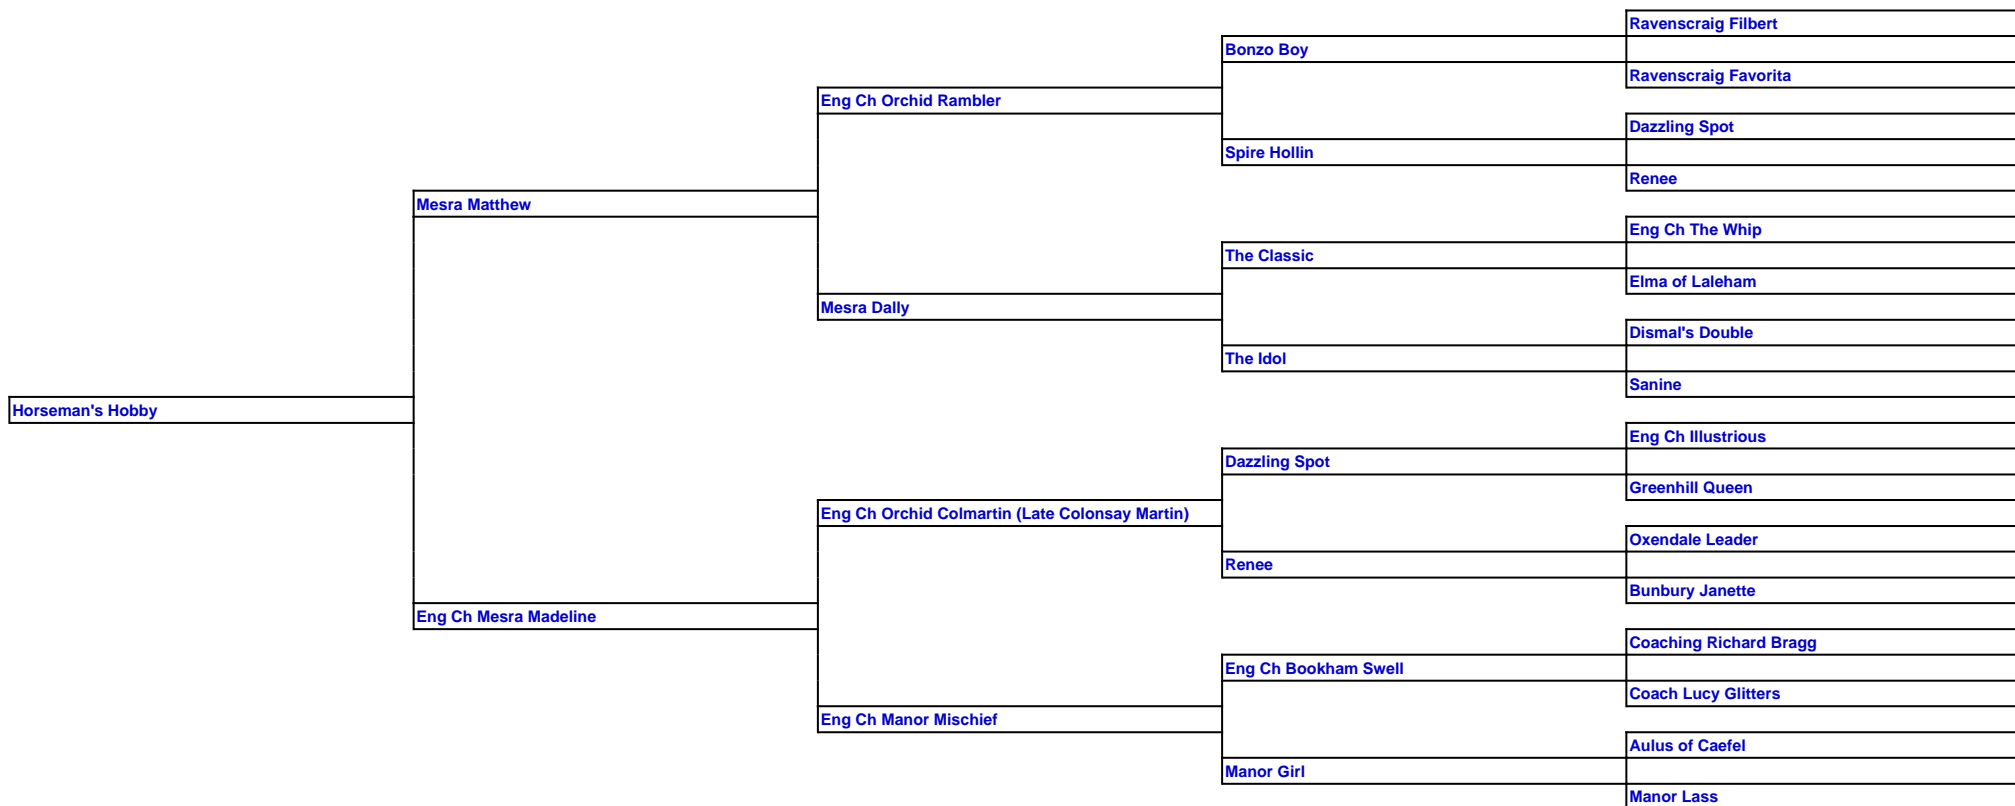 Ravenscraig Filbert
Bonzo Boy
Ravenscraig Favorita
Eng Ch Orchid Rambler
Dazzling Spot
Spire Hollin
Renee
Mesra Matthew
Eng Ch The Whip
The Classic
Elma of Laleham
Mesra Dally
Dismal's Double
The Idol
Sanine
Horseman's Hobby
Eng Ch Illustrious
Dazzling Spot
Greenhill Queen
Eng Ch Orchid Colmartin (Late Colonsay Martin)
Oxendale Leader
Renee
Bunbury Janette
Eng Ch Mesra Madeline
Coaching Richard Bragg
Eng Ch Bookham Swell
Coach Lucy Glitters
Eng Ch Manor Mischief
Aulus of Caefel
Manor Girl
Manor Lass